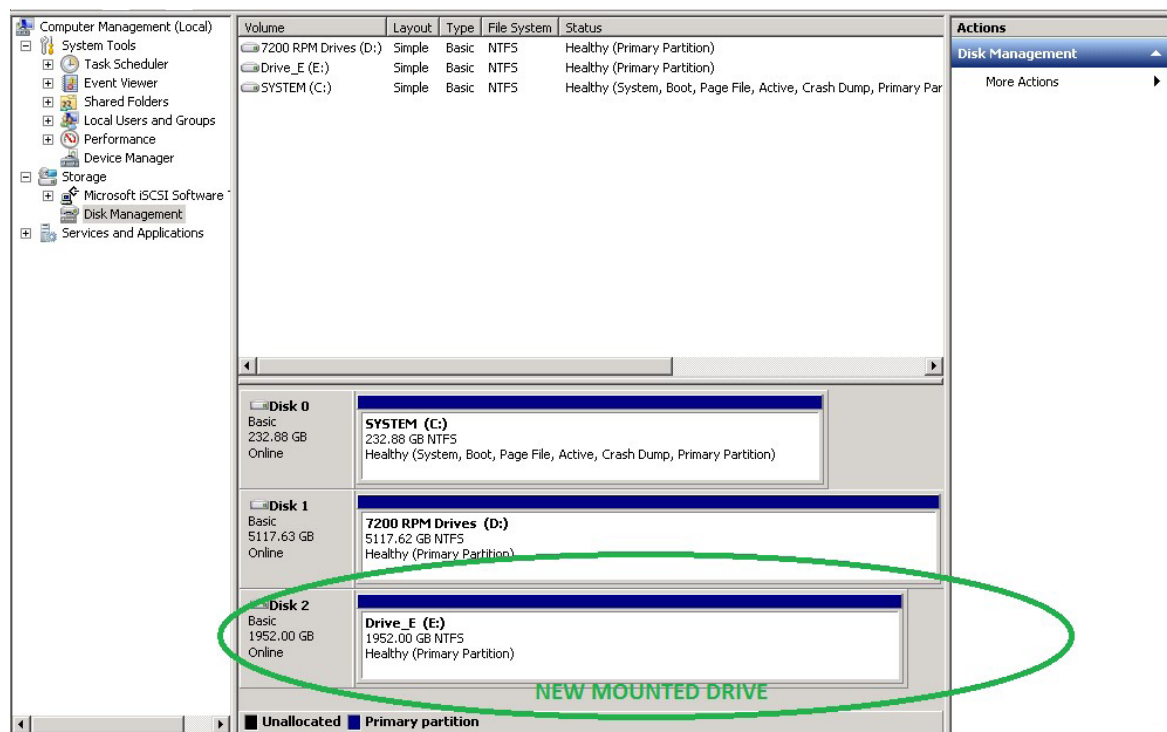 Computer Management (Local)
System Tools
Task Scheduler
Event Viewer
Shared Folders
Local Users and Groups
Performance
Device Manager
Storage
Microsoft iSCSI Software
Disk Management
Services and Applications
Volume Layout Type File System Status
7200 RPM Drives (D:) Simple Basic NTFS Healthy (Primary Partition)
Drive_E (E:) Simple Basic NTFS Healthy (Primary Partition)
SYSTEM (C:) Simple Basic NTFS Healthy (System, Boot, Page File, Active, Crash Dump, Primary Par
Disk 0
Basic
232.88 GB
Online
SYSTEM (C:)
232.88 GB NTFS
Healthy (System, Boot, Page File, Active, Crash Dump, Primary Partition)
Disk 1
Basic
5117.63 GB
Online
7200 RPM Drives (D:)
5117.62 GB NTFS
Healthy (Primary Partition)
Disk 2
Basic
1952.00 GB
Online
Drive_E (E:)
1952.00 GB NTFS
Healthy (Primary Partition)
NEW MOUNTED DRIVE
Unallocated Primary partition
Actions
Disk Management
More Actions